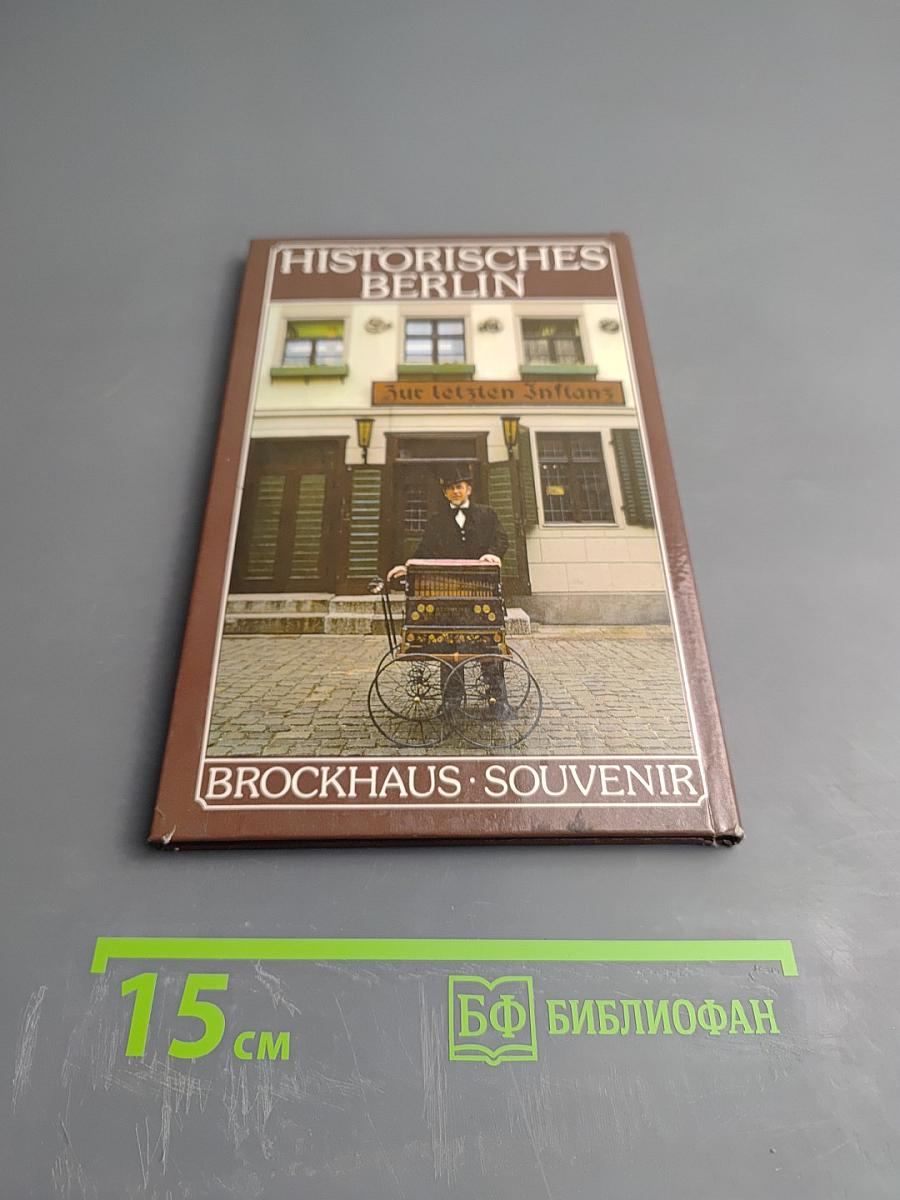 HISTORISCHES
BERLIN
Zur letzten Instanz
BROCKHAUS · SOUVENIR
15 см
БФ БИБЛИОФАН